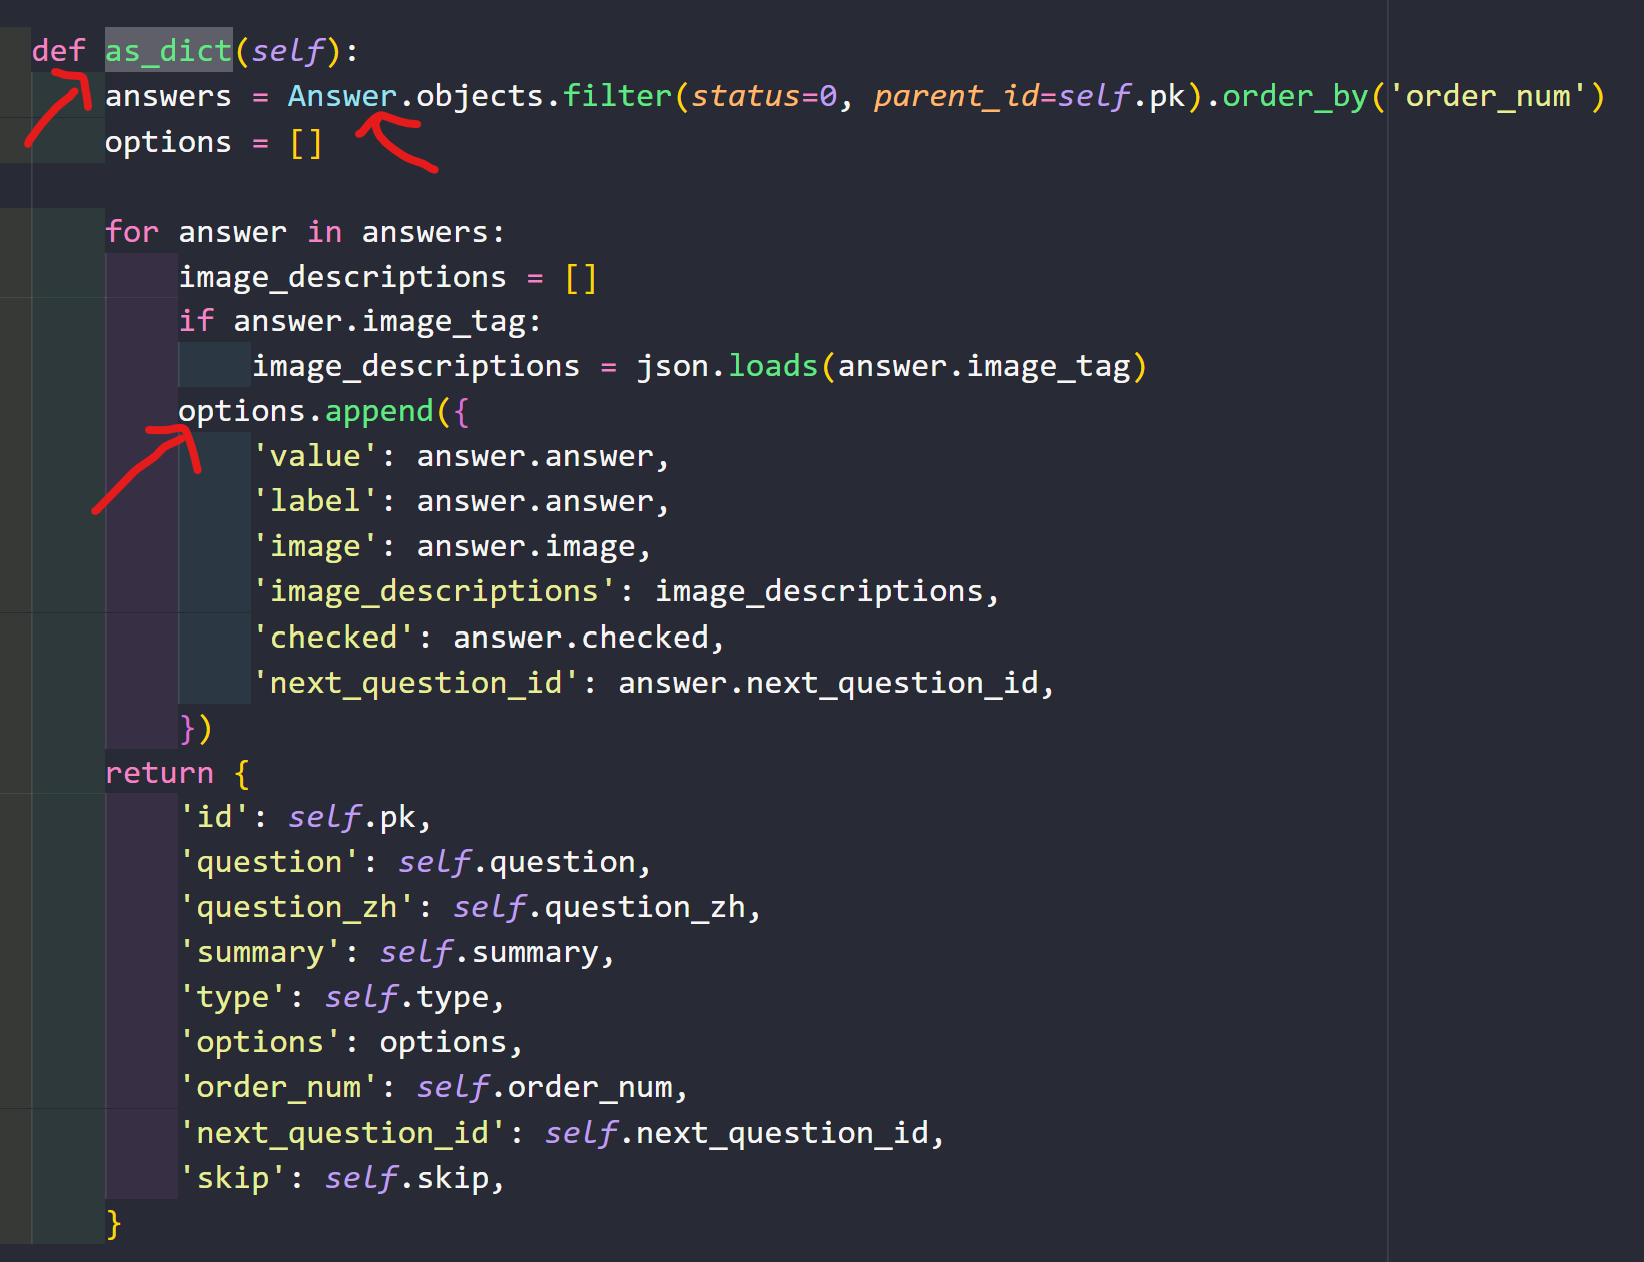 def as_dict(self):
answers = Answer.objects.filter(status=0, parent_id=self.pk).order_by('order_num')
options = []
for answer in answers:
image_descriptions = []
if answer.image_tag:
image_descriptions = json.loads(answer.image_tag)
options.append({
'value': answer.answer,
'label': answer.answer,
'image': answer.image,
'image_descriptions': image_descriptions,
'checked': answer.checked,
'next_question_id': answer.next_question_id,
})
return {
'id': self.pk,
'question': self.question,
'question_zh': self.question_zh,
'summary': self.summary,
'type': self.type,
'options': options,
'order_num': self.order_num,
'next_question_id': self.next_question_id,
'skip': self.skip,
}